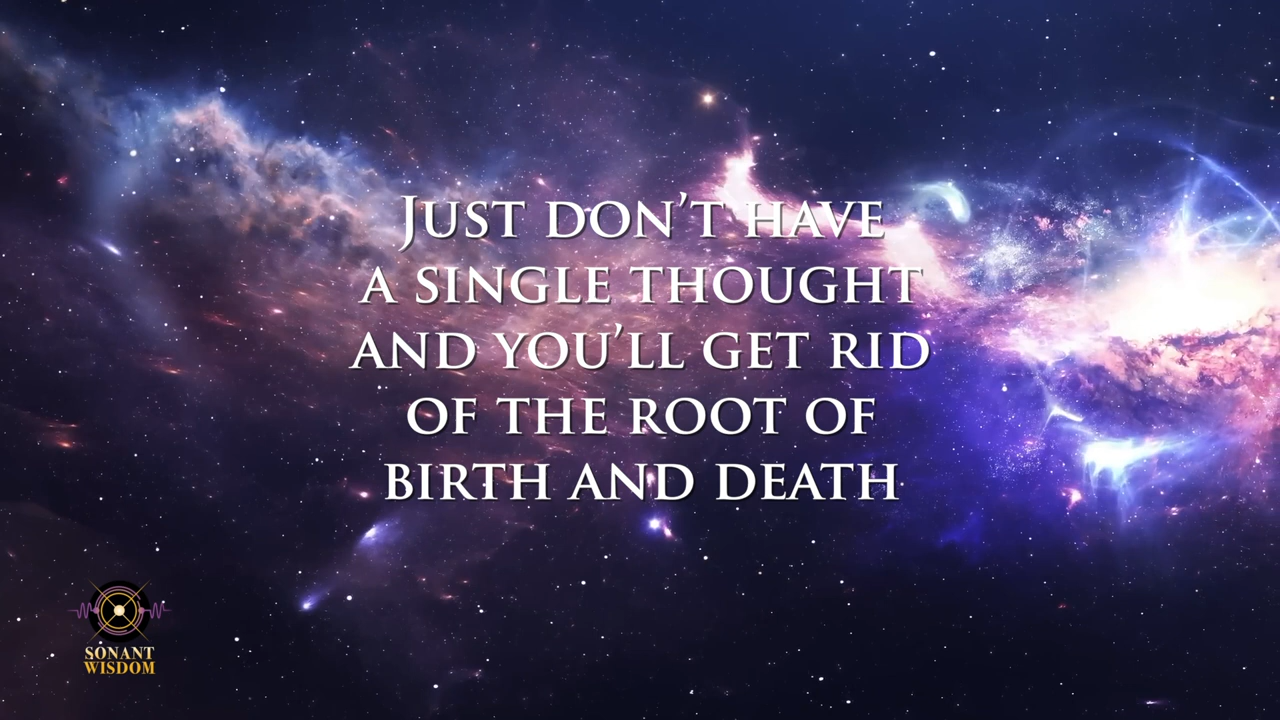 Just don't have
a single thought
and you'll get rid
of the root of
birth and death
SONANT
WISDOM